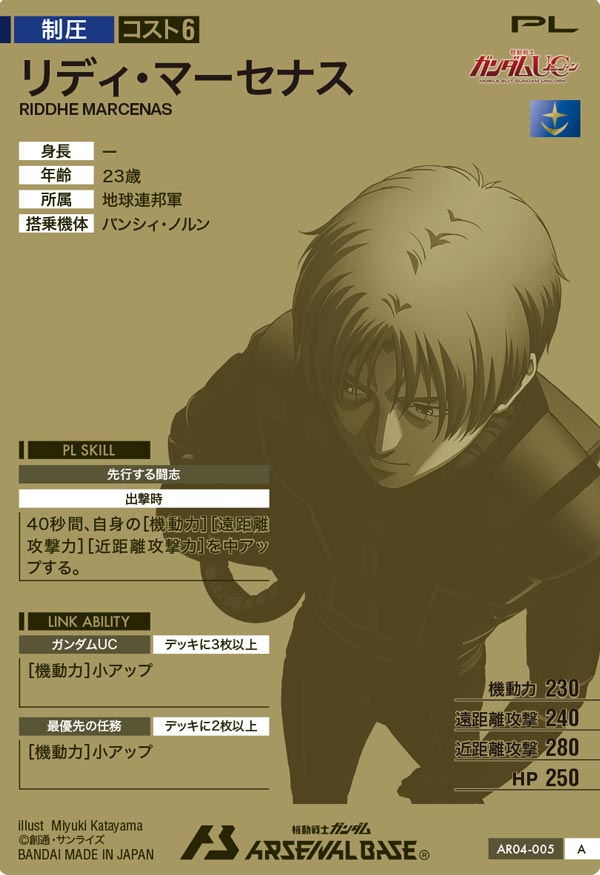 制圧 コスト6 PL
リディ・マーセナス
RIDDHE MARCENAS
機動戦士
ガンダムUC
MOBILE SUIT GUNDAM UNICORN
身長 ー
年齢 23歳
所属 地球連邦軍
搭乗機体 バンシィ・ノルン
PL SKILL
先行する闘志
出撃時
40秒間、自身の[機動力][遠距離
攻撃力][近距離攻撃力]を中アッ
プする。
LINK ABILITY
ガンダムUC デッキに3枚以上
[機動力]小アップ
最優先の任務 デッキに2枚以上
[機動力]小アップ
機動力 230
遠距離攻撃 240
近距離攻撃 280
HP 250
illust Miyuki Katayama
©創通・サンライズ
BANDAI MADE IN JAPAN
機動戦士ガンダム
ARSENAL BASE®
AR04-005 A